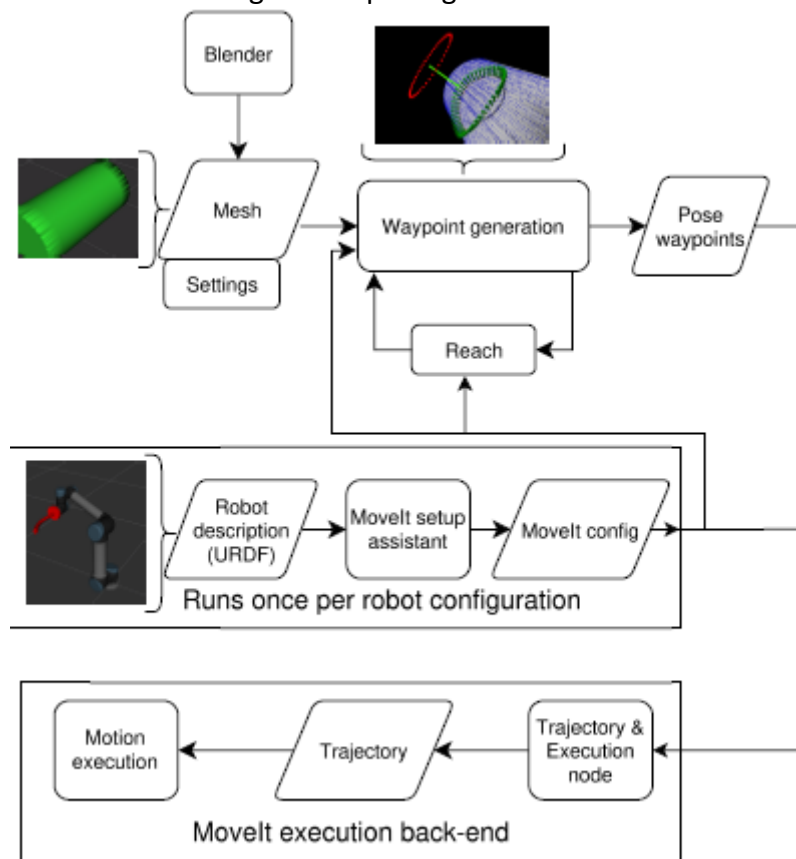 Blender
Mesh
Settings
Waypoint generation
Pose
waypoints
Reach
Robot
description
(URDF)
MoveIt setup
assistant
MoveIt config
Runs once per robot configuration
Motion
execution
Trajectory
Trajectory &
Execution
node
MoveIt execution back-end